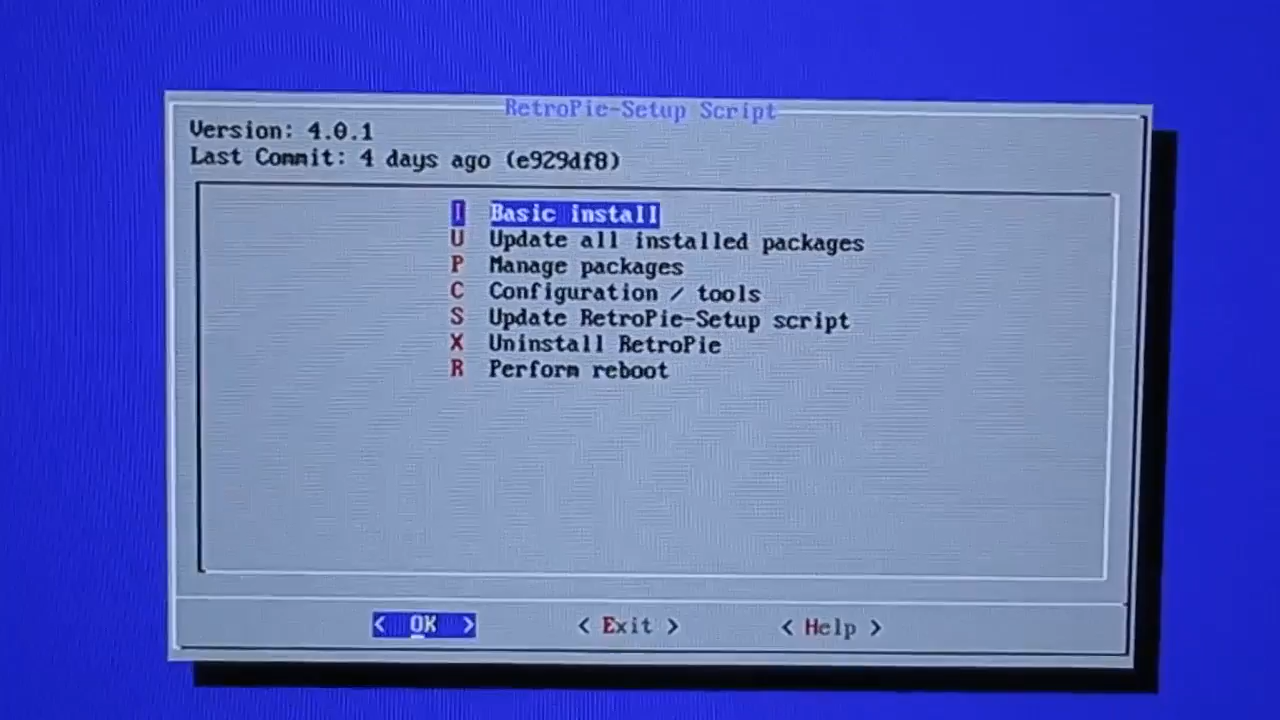 RetroPie-Setup Script
Version: 4.0.1
Last Commit: 4 days ago (e929df8)
I Basic install
U Update all installed packages
P Manage packages
C Configuration / tools
S Update RetroPie-Setup script
X Uninstall RetroPie
R Perform reboot
< OK > < Exit > < Help >